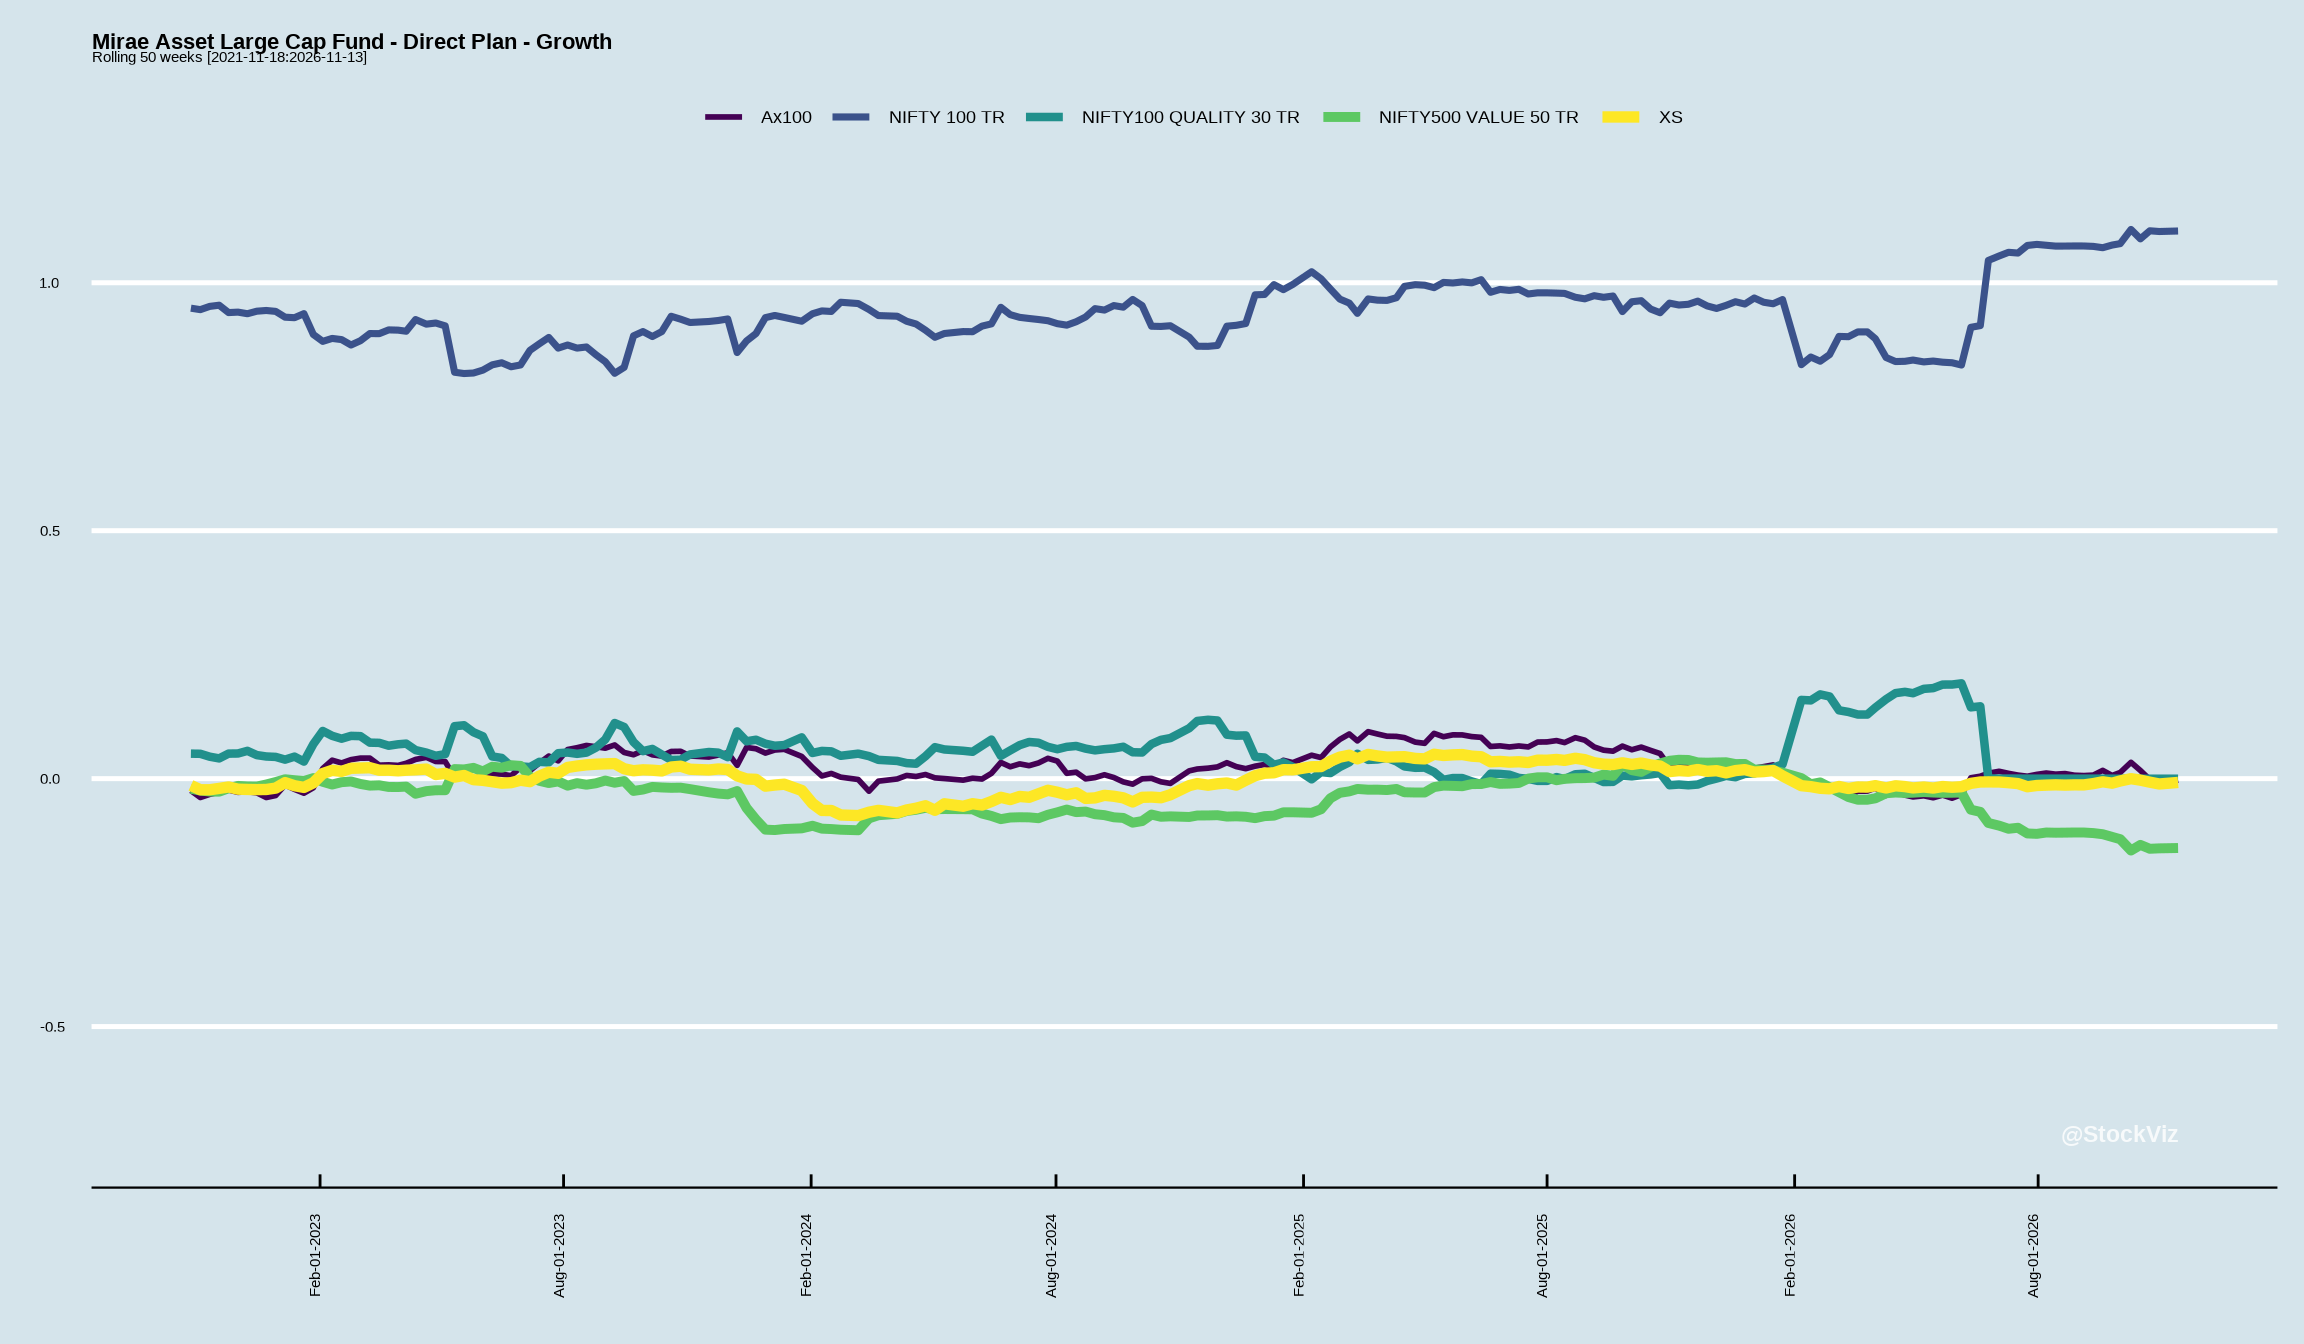 Mirae Asset Large Cap Fund - Direct Plan - Growth
Rolling 50 weeks [2021-11-18:2026-11-13]
Ax100 NIFTY 100 TR NIFTY100 QUALITY 30 TR NIFTY500 VALUE 50 TR XS
1.0
0.5
0.0
-0.5
@StockViz
Feb-01-2023
Aug-01-2023
Feb-01-2024
Aug-01-2024
Feb-01-2025
Aug-01-2025
Feb-01-2026
Aug-01-2026